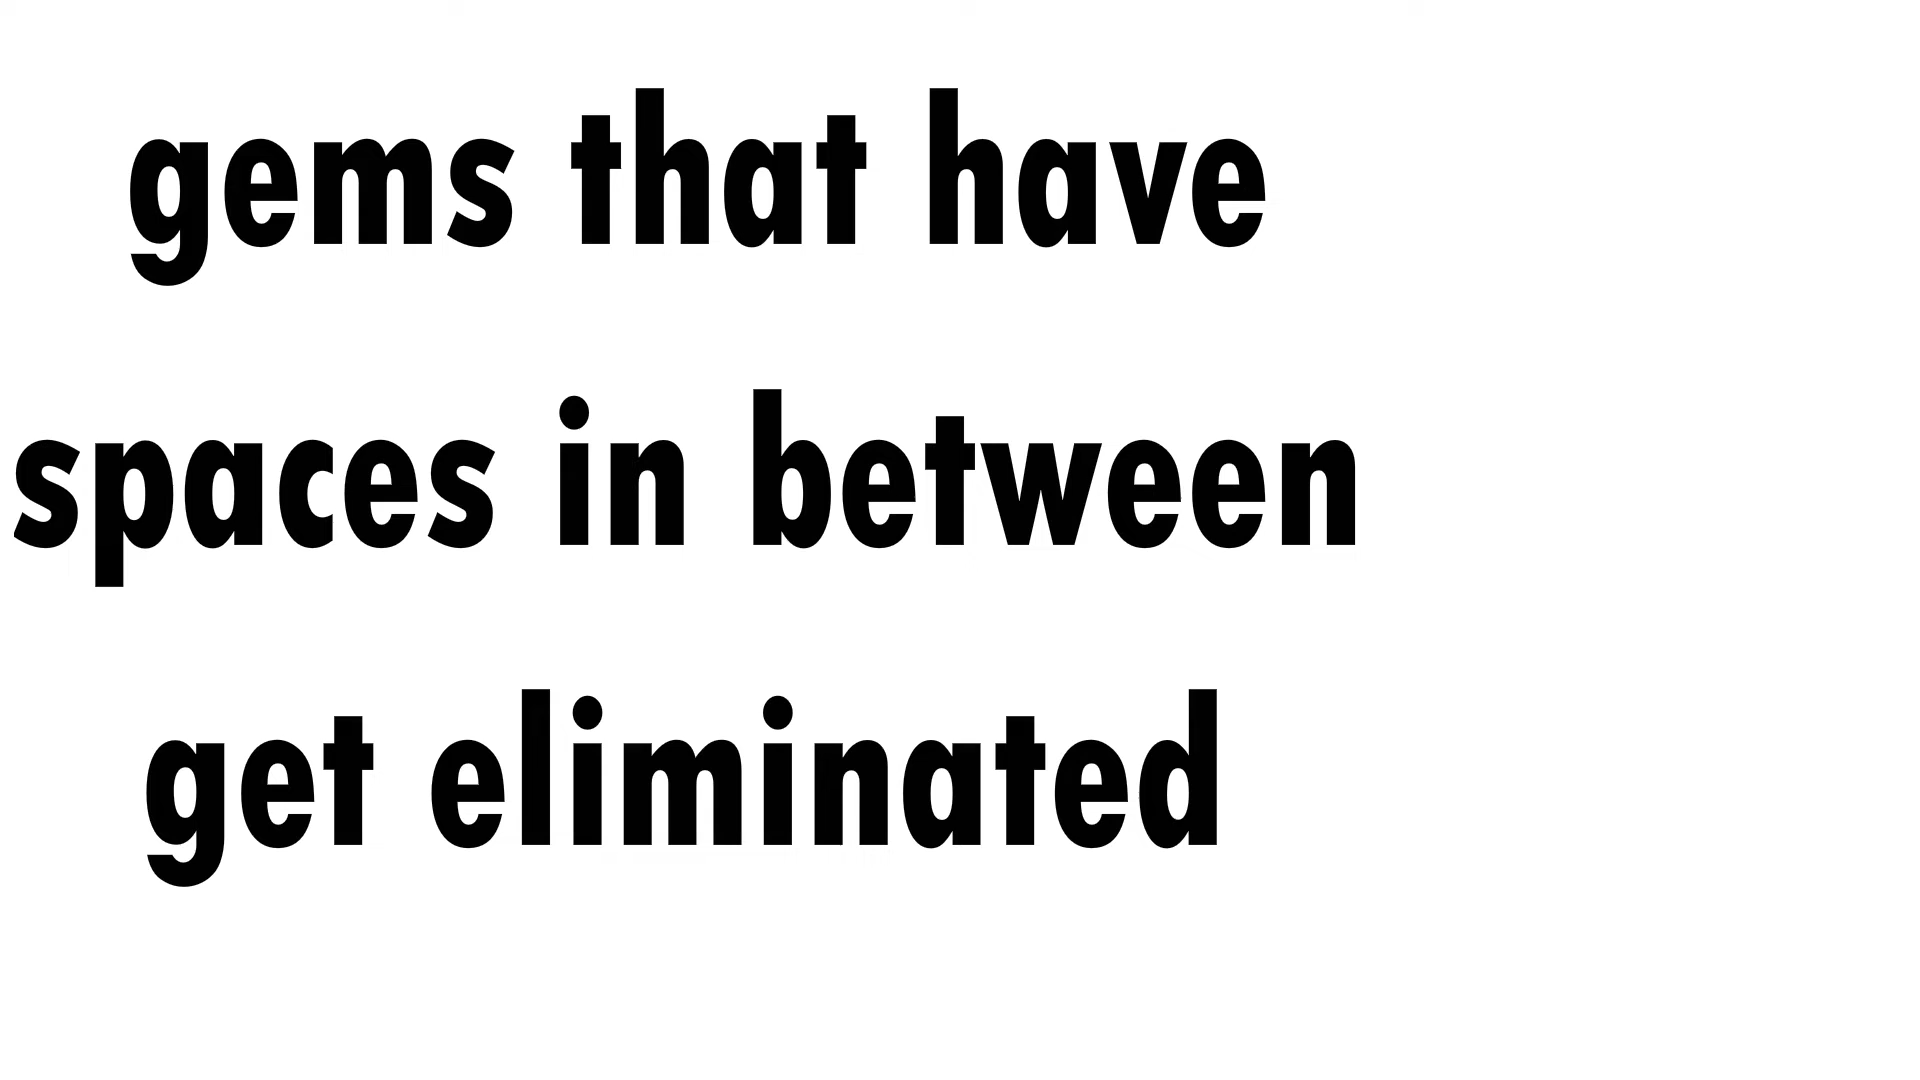 gems that have
spaces in between
get eliminated